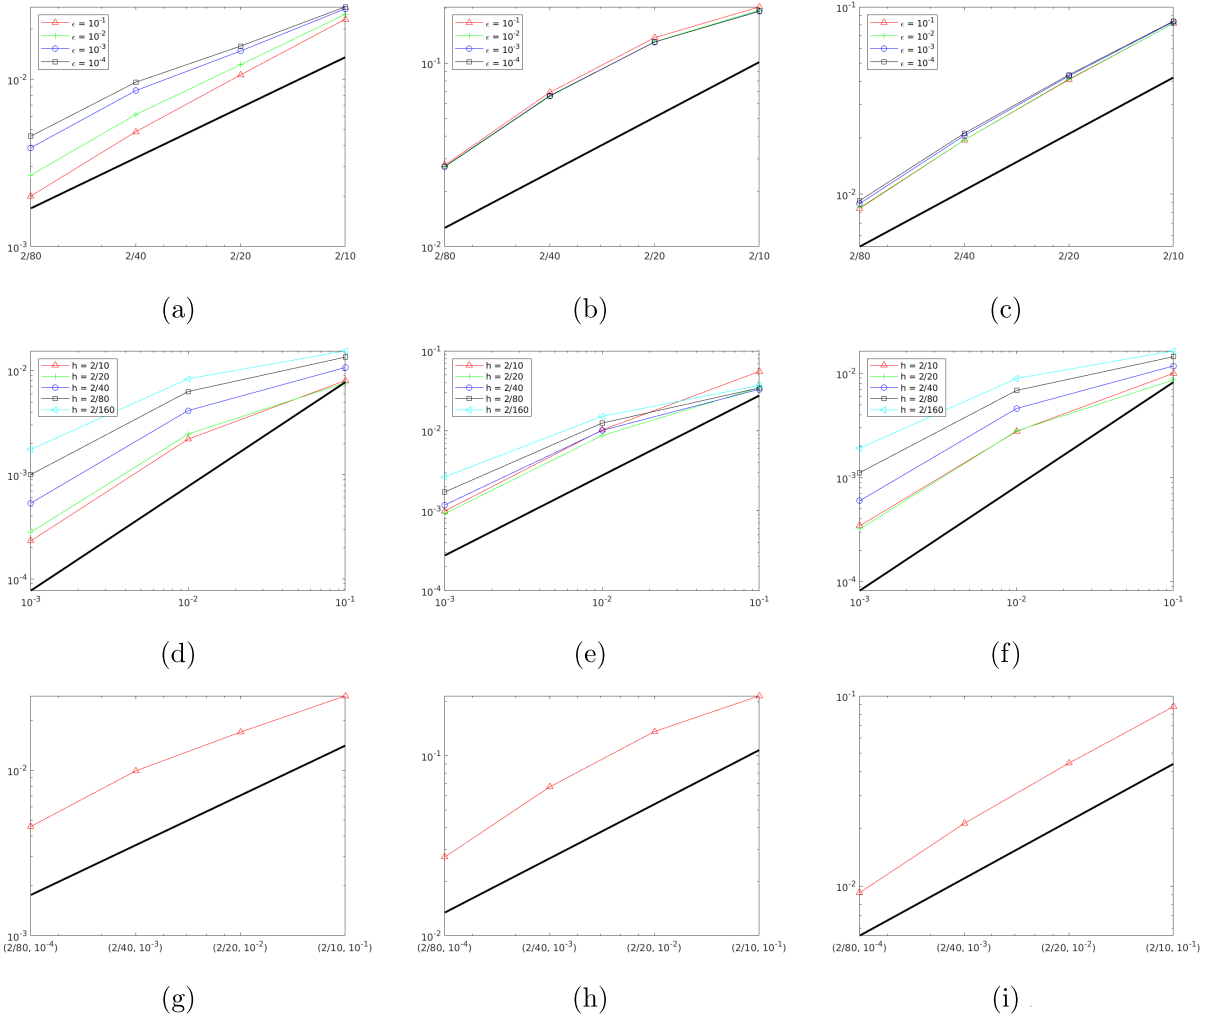 ϵ = 10⁻¹
ϵ = 10⁻²
ϵ = 10⁻³
ϵ = 10⁻⁴
10⁻²
10⁻³
2/80 2/40 2/20 2/10
(a)
ϵ = 10⁻¹
ϵ = 10⁻²
ϵ = 10⁻³
ϵ = 10⁻⁴
10⁻¹
10⁻²
2/80 2/40 2/20 2/10
(b)
10⁻¹
ϵ = 10⁻¹
ϵ = 10⁻²
ϵ = 10⁻³
ϵ = 10⁻⁴
10⁻²
2/80 2/40 2/20 2/10
(c)
h = 2/10
h = 2/20
h = 2/40
h = 2/80
h = 2/160
10⁻²
10⁻³
10⁻⁴
10⁻³ 10⁻² 10⁻¹
(d)
10⁻¹
h = 2/10
h = 2/20
h = 2/40
h = 2/80
h = 2/160
10⁻²
10⁻³
10⁻⁴
10⁻³ 10⁻² 10⁻¹
(e)
h = 2/10
h = 2/20
h = 2/40
h = 2/80
h = 2/160
10⁻²
10⁻³
10⁻⁴
10⁻³ 10⁻² 10⁻¹
(f)
10⁻²
10⁻³
(2/80, 10⁻⁴) (2/40, 10⁻³) (2/20, 10⁻²) (2/10, 10⁻¹)
(g)
10⁻¹
10⁻²
(2/80, 10⁻⁴) (2/40, 10⁻³) (2/20, 10⁻²) (2/10, 10⁻¹)
(h)
10⁻¹
10⁻²
(2/80, 10⁻⁴) (2/40, 10⁻³) (2/20, 10⁻²) (2/10, 10⁻¹)
(i)